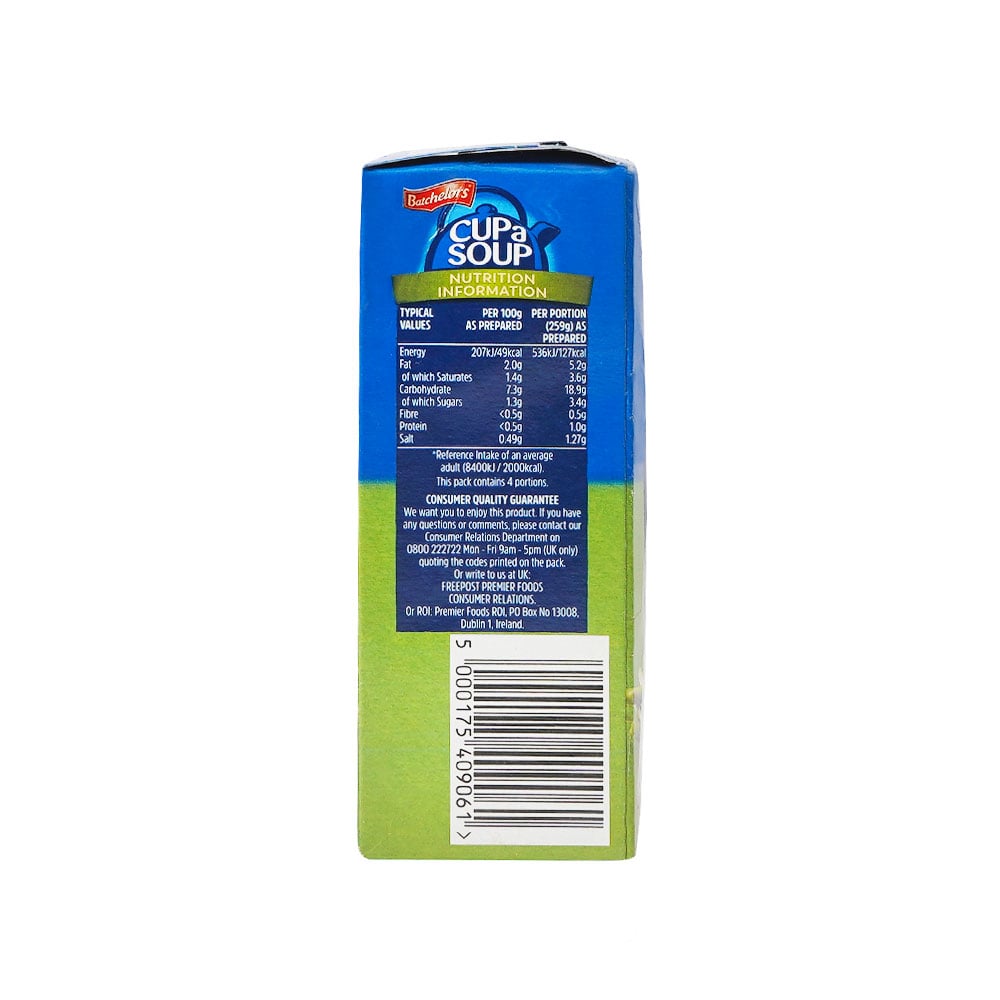 Batchelors
CUPa
SOUP
NUTRITION
INFORMATION
TYPICAL VALUES PER 100g AS PREPARED PER PORTION (259g) AS PREPARED
Energy 207kJ/49kcal 536kJ/127kcal
Fat 2.0g 5.2g
of which Saturates 1.4g 3.6g
Carbohydrate 7.3g 18.9g
of which Sugars 1.3g 3.4g
Fibre <0.5g 0.5g
Protein <0.5g 1.0g
Salt 0.49g 1.27g
*Reference Intake of an average
adult (8400kJ / 2000kcal).
This pack contains 4 portions.
CONSUMER QUALITY GUARANTEE
We want you to enjoy this product. If you have
any questions or comments, please contact our
Consumer Relations Department on
0800 222722 Mon - Fri 9am - 5pm (UK only)
quoting the codes printed on the pack.
Or write to us at UK:
FREEPOST PREMIER FOODS
CONSUMER RELATIONS.
Or ROI: Premier Foods ROI, PO Box No 13008,
Dublin 1, Ireland.
5 000175 409061 >